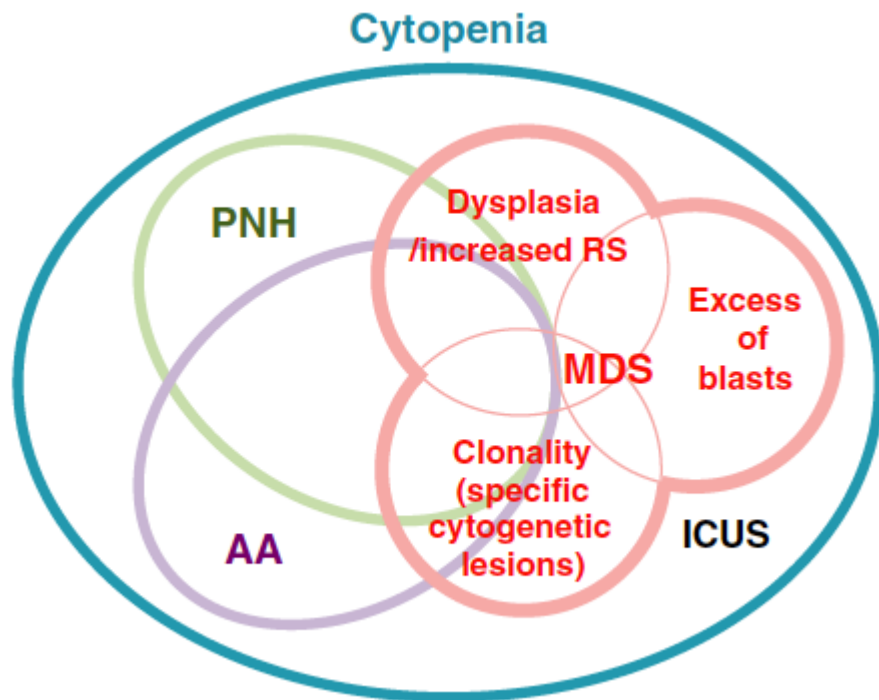 Cytopenia
PNH
Dysplasia
/increased RS
Excess
of
blasts
MDS
Clonality
(specific
cytogenetic
lesions)
AA
ICUS